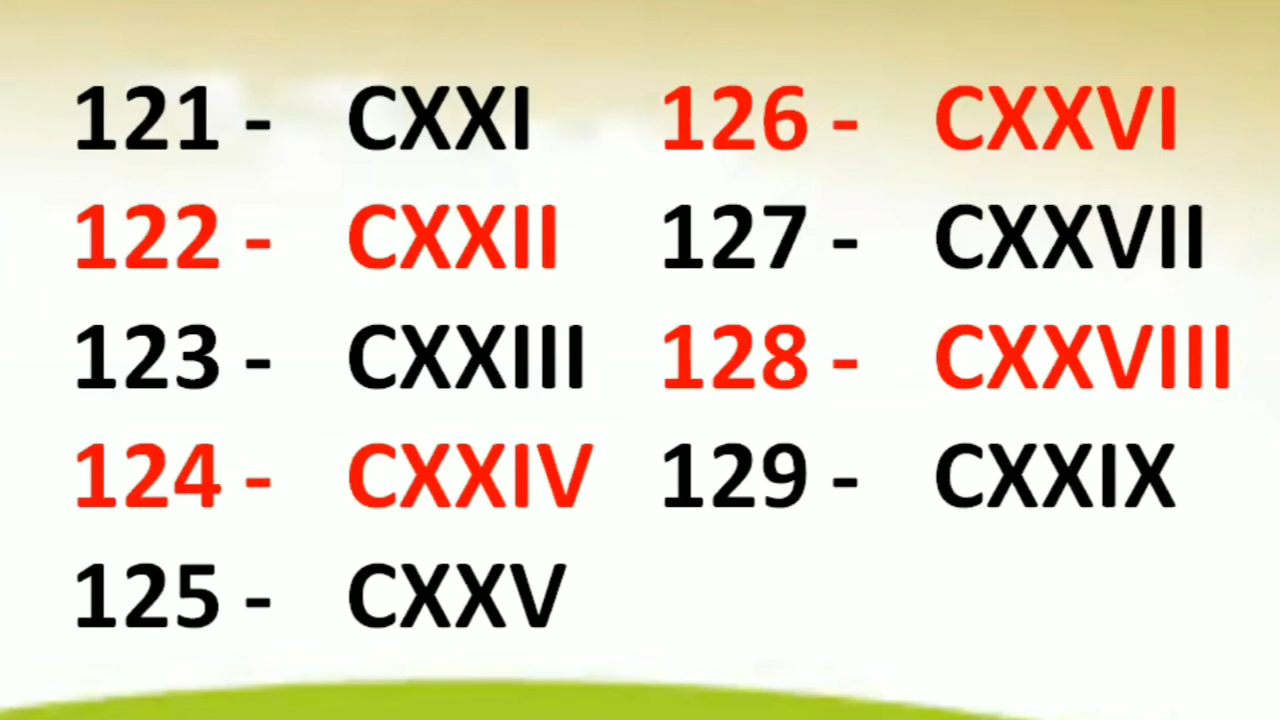 121 - CXXI
122 - CXXII
123 - CXXIII
124 - CXXIV
125 - CXXV
126 - CXXVI
127 - CXXVII
128 - CXXVIII
129 - CXXIX